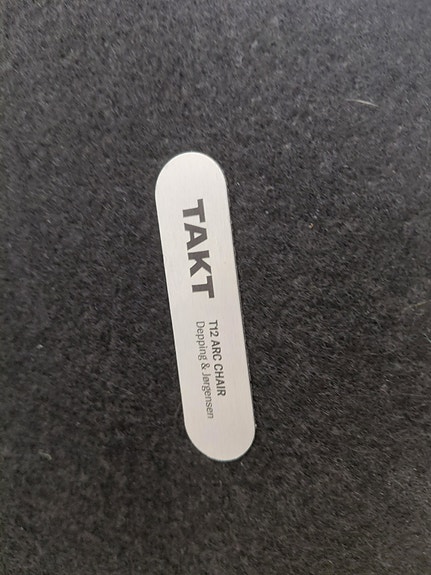 TAKT
T12 ARC CHAIR
Depping & Jørgensen